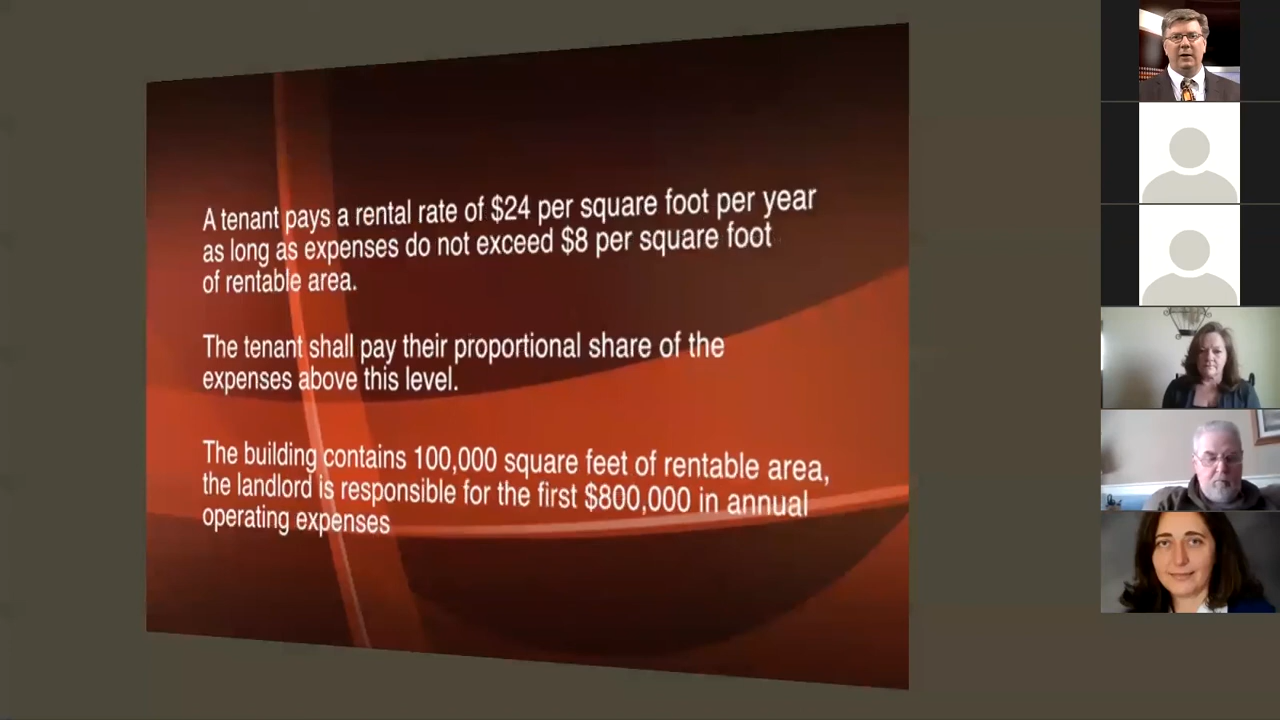 A tenant pays a rental rate of $24 per square foot per year
as long as expenses do not exceed $8 per square foot
of rentable area.
The tenant shall pay their proportional share of the
expenses above this level.
The building contains 100,000 square feet of rentable area,
the landlord is responsible for the first $800,000 in annual
operating expenses